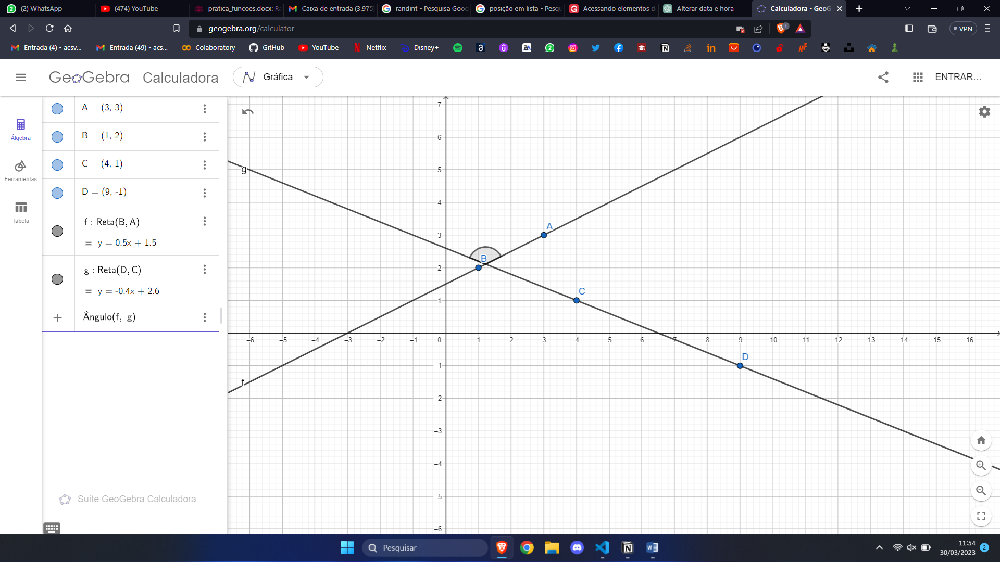 (2) WhatsApp
(474) YouTube
pratica_funcoes.docx: Ra
Caixa de entrada (3.975)
randint - Pesquisa Goog
posição em lista - Pesqu
Acessando elementos d
Alterar data e hora
Calculadora - GeoG
geogebra.org/calculator
1
VPN
Entrada (4) - acsv...
Entrada (49) - acs...
Colaboratory
GitHub
YouTube
Netflix
Disney+
GeoGebra
Calculadora
Gráfica
ENTRAR...
Álgebra
Ferramentas
Tabela
A = (3, 3)
B = (1, 2)
C = (4, 1)
D = (9, -1)
f : Reta(B, A)
= y = 0.5x + 1.5
g : Reta(D, C)
= y = -0.4x + 2.6
+ Ângulo(f, g)
Suíte GeoGebra Calculadora
7
6
g
5
4
A
3
B
2
C
1
–6 –5 –4 –3 –2 –1 0 1 2 3 4 5 6 7 8 9 10 11 12 13 14 15 16
D
–1
f
–2
–3
–4
–5
–6
Pesquisar
11:54
30/03/2023
2